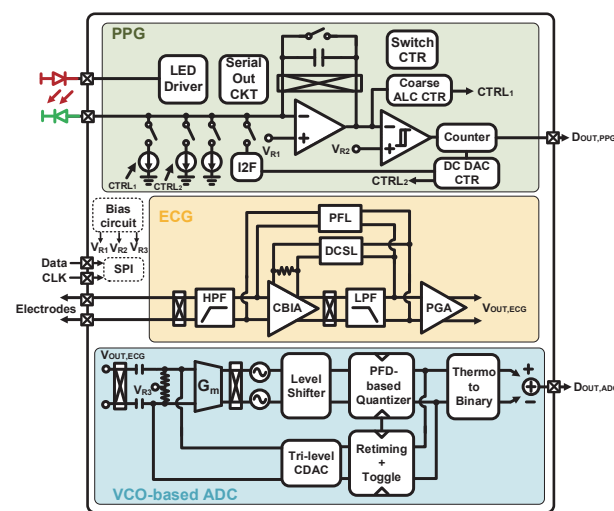 PPG
LED
Driver
Serial
Out
CKT
Switch
CTR
Coarse
ALC CTR
CTRL1
VR1
VR2
Counter
DOUT,PPG
I2F
DC DAC
CTR
CTRL1
CTRL2
CTRL2
Bias
circuit
VR1 VR2 VR3
Data
CLK
SPI
Electrodes
ECG
PFL
DCSL
HPF
CBIA
LPF
PGA
VOUT,ECG
VOUT,ECG
VR3
Gm
Level
Shifter
PFD-
based
Quantizer
Thermo
to
Binary
DOUT,ADC
Tri-level
CDAC
Retiming
+
Toggle
VCO-based ADC